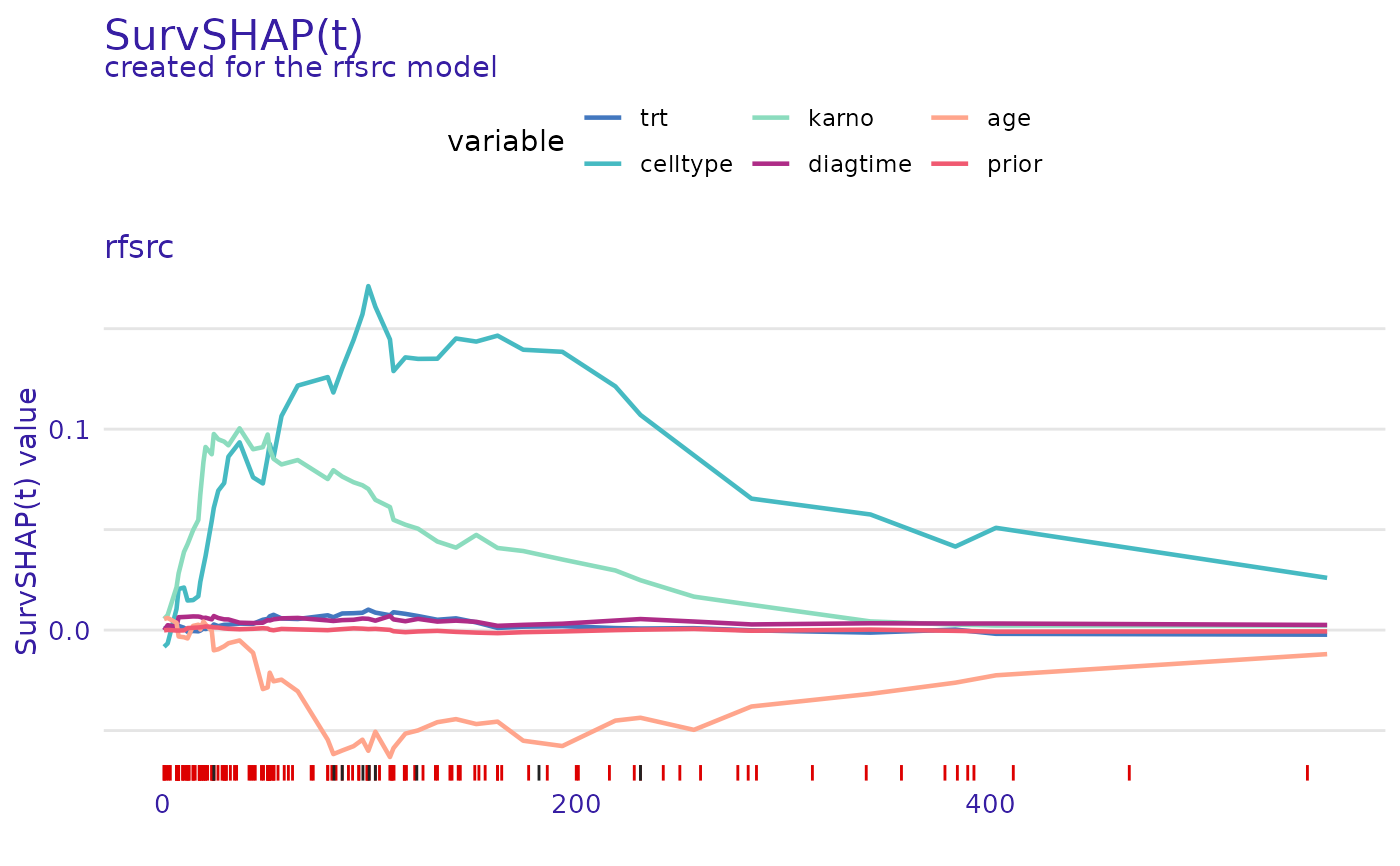 SurvSHAP(t)
created for the rfsrc model
variable
trt karno age
celltype diagtime prior
rfsrc
SurvSHAP(t) value
0.1
0.0
0 200 400